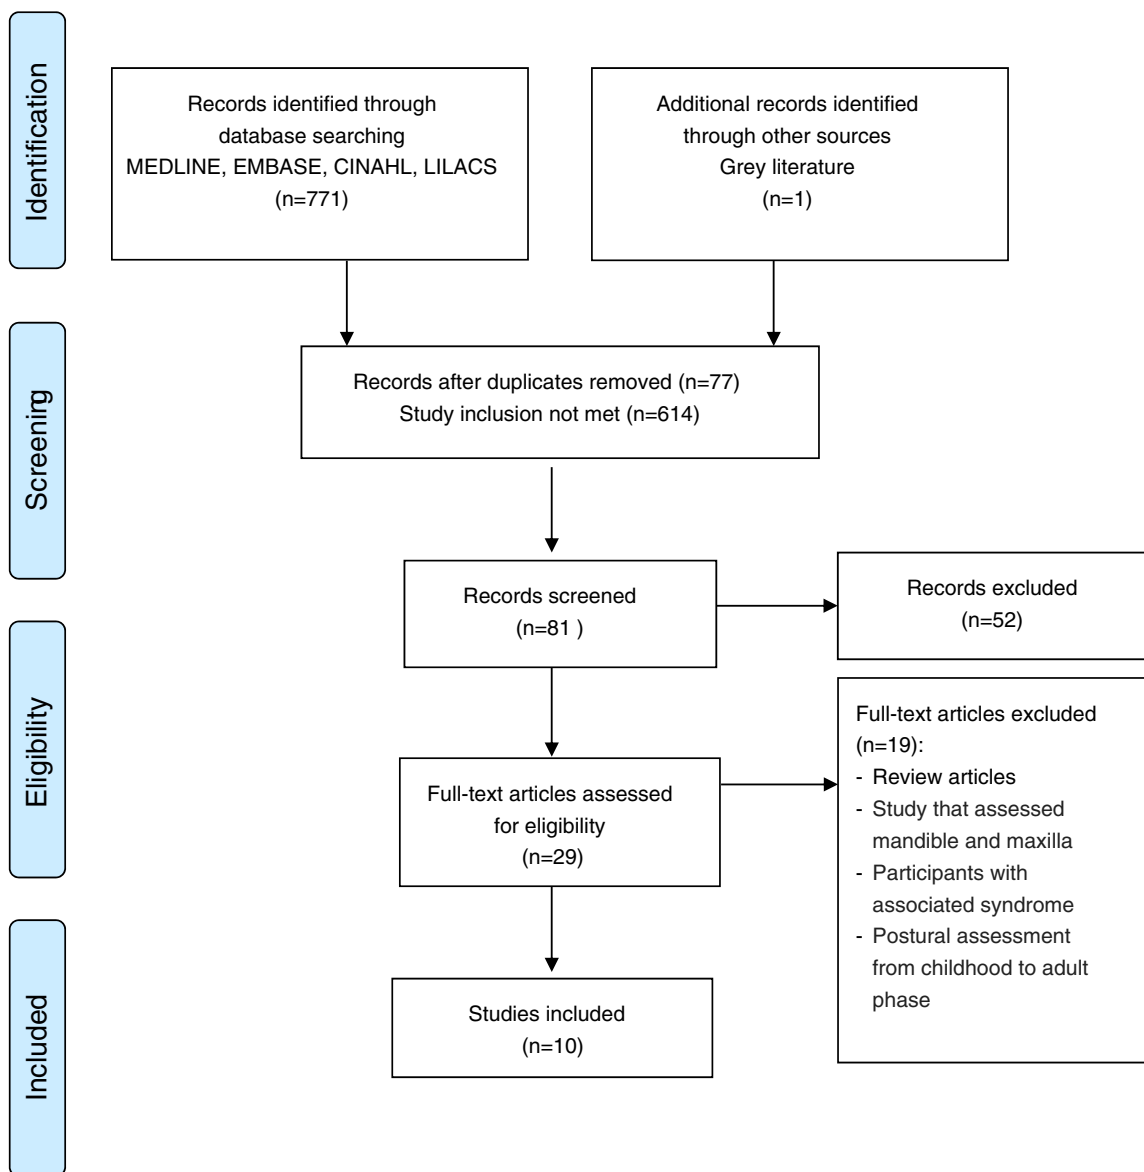 Identification
Records identified through
database searching
MEDLINE, EMBASE, CINAHL, LILACS
(n=771)
Additional records identified
through other sources
Grey literature
(n=1)
Screening
Records after duplicates removed (n=77)
Study inclusion not met (n=614)
Records screened
(n=81 )
Records excluded
(n=52)
Eligibility
Full-text articles assessed
for eligibility
(n=29)
Full-text articles excluded
(n=19):
- Review articles
- Study that assessed
mandible and maxilla
- Participants with
associated syndrome
- Postural assessment
from childhood to adult
phase
Included
Studies included
(n=10)